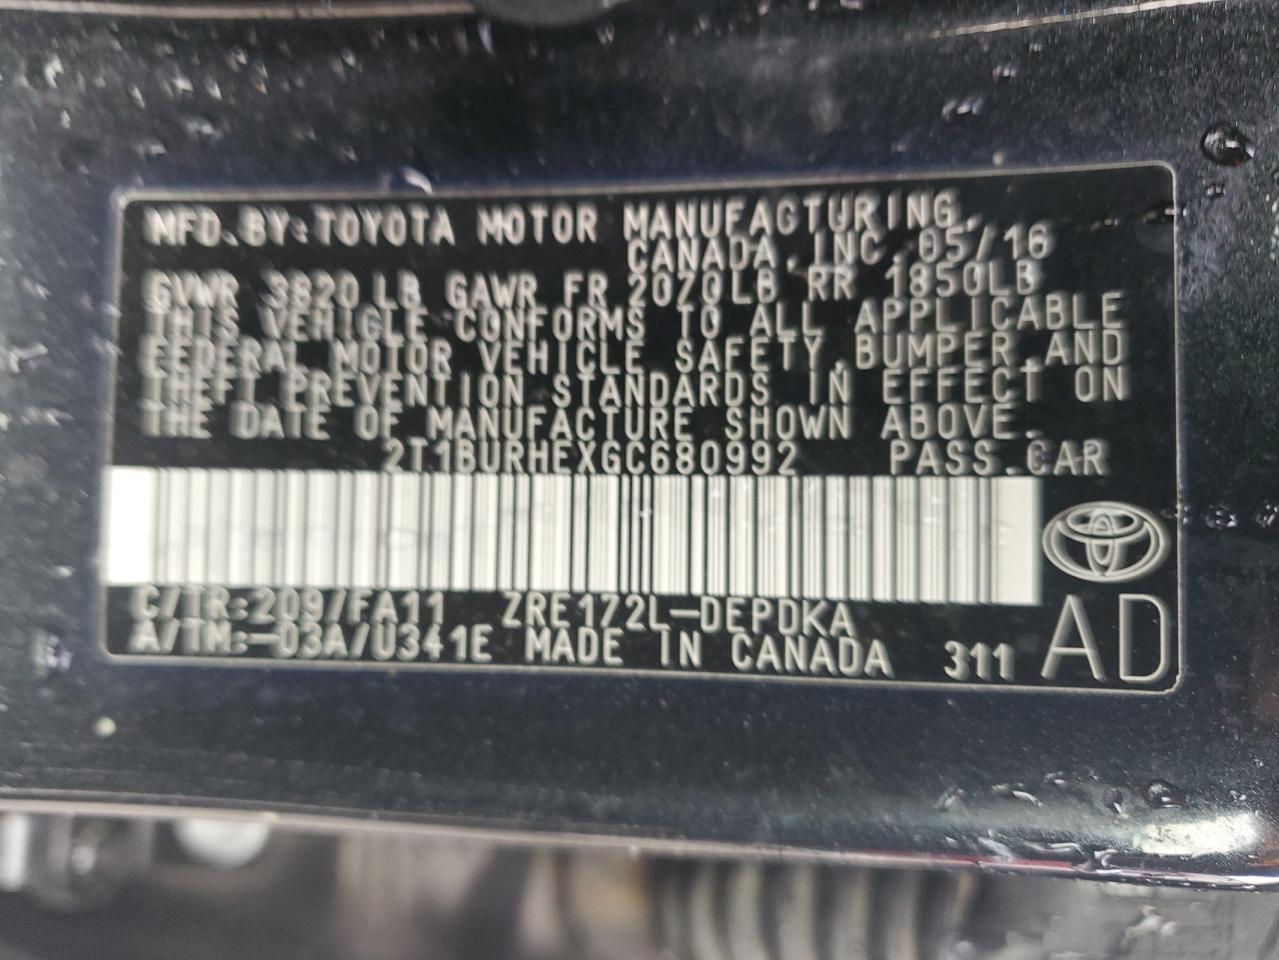 MFD.BY:TOYOTA MOTOR MANUFACTURING,
CANADA,INC.05/16
GVWR 3820 LB GAWR FR 2070LB RR 1850LB
THIS VEHICLE CONFORMS TO ALL APPLICABLE
FEDERAL MOTOR VEHICLE SAFETY,BUMPER,AND
THEFT PREVENTION STANDARDS IN EFFECT ON
THE DATE OF MANUFACTURE SHOWN ABOVE.
2T1BURHEXGC680992 PASS.CAR
C/TR:209/FA11 ZRE172L-DEPDKA
A/TM:-03A/U341E MADE IN CANADA 311 AD